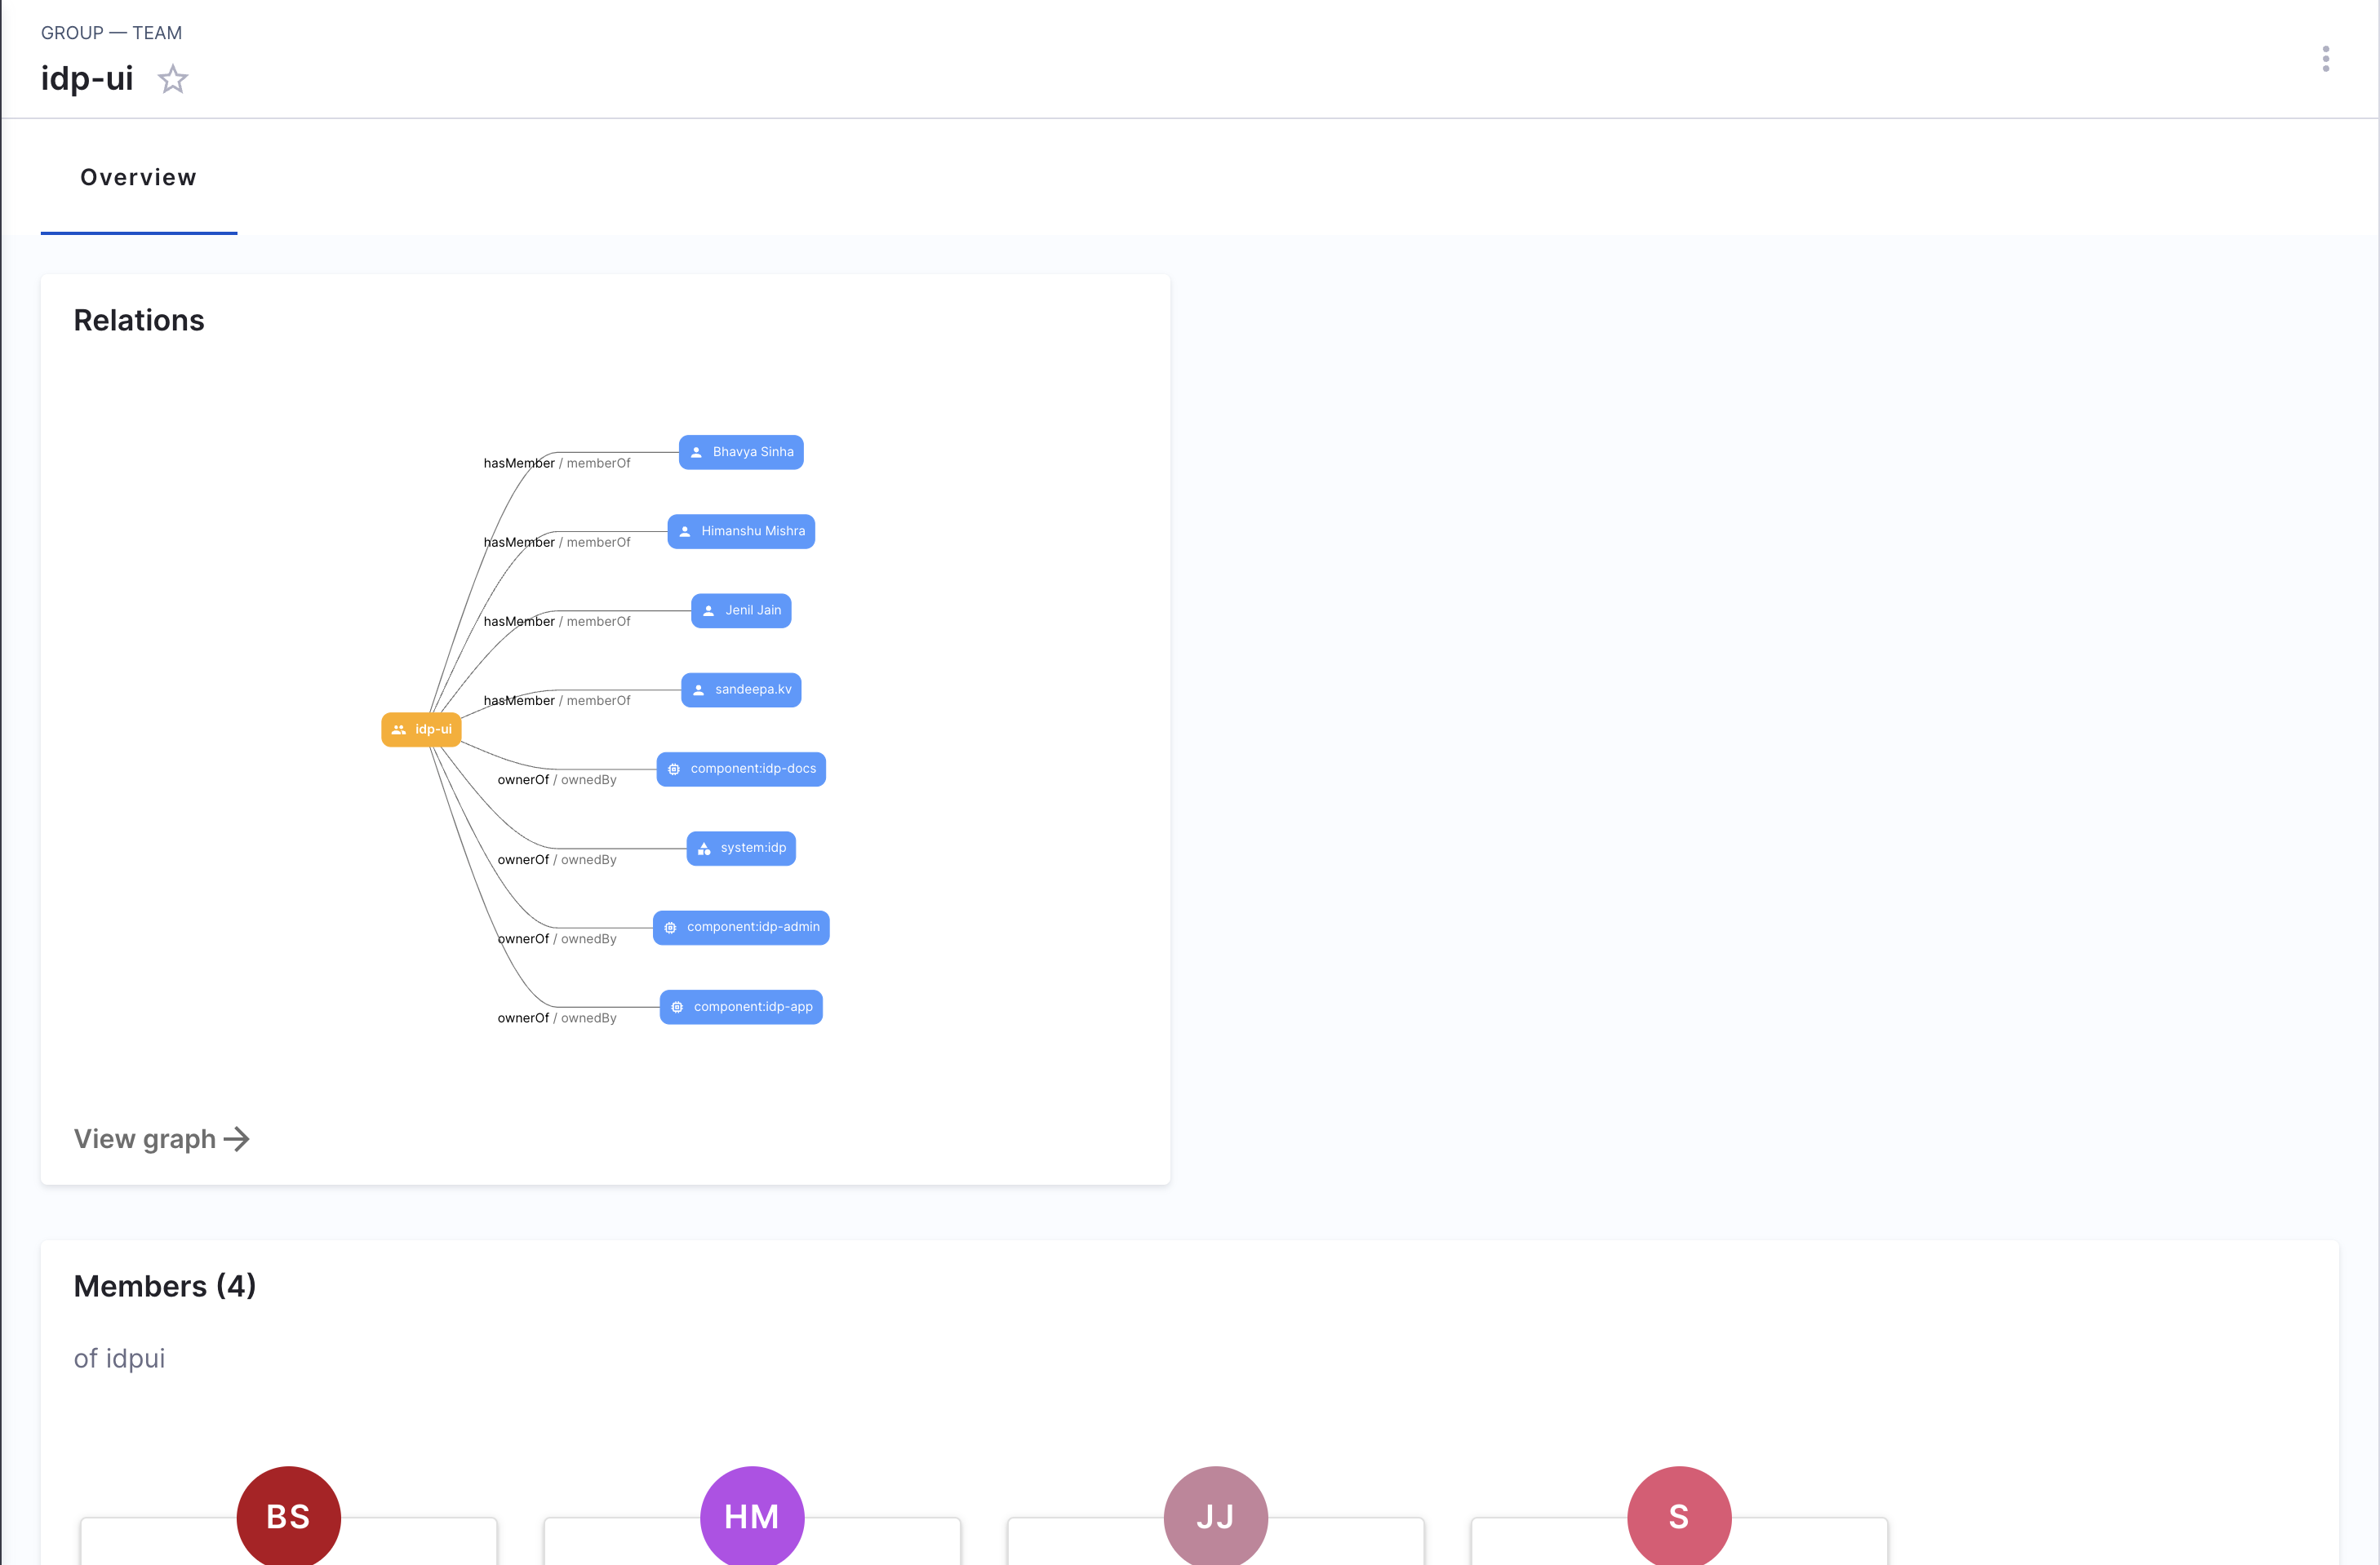 GROUP — TEAM
idp-ui
Overview
Relations
Bhavya Sinha
hasMember / memberOf
Himanshu Mishra
hasMember / memberOf
Jenil Jain
hasMember / memberOf
sandeepa.kv
hasMember / memberOf
idp-ui
component:idp-docs
ownerOf / ownedBy
system:idp
ownerOf / ownedBy
component:idp-admin
ownerOf / ownedBy
component:idp-app
ownerOf / ownedBy
View graph
Members (4)
of idpui
BS HM JJ S